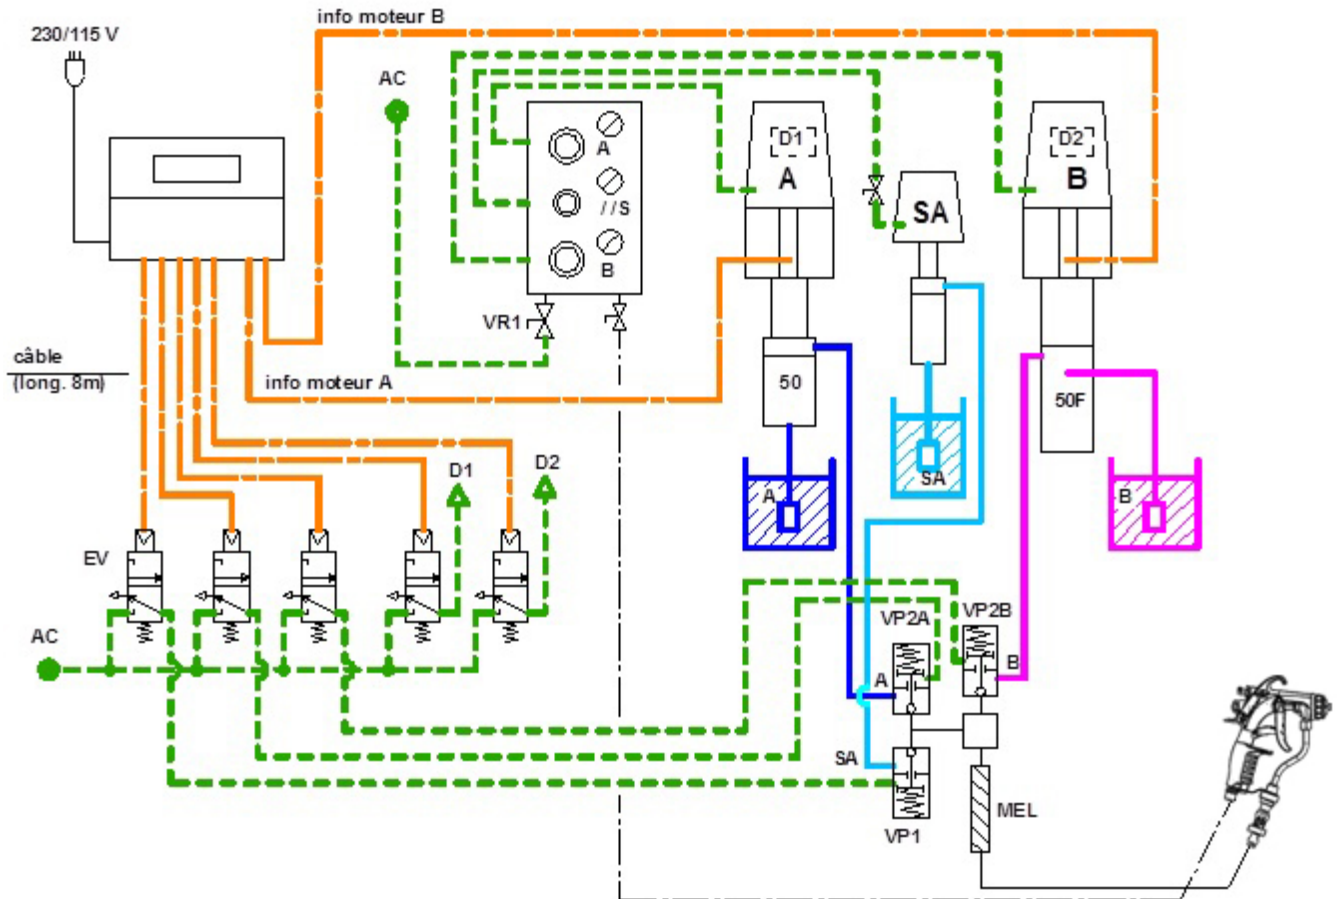 info moteur B
230/115 V
AC
D1
D2
A
A
B
//S
SA
B
VR1
câble
(long. 8m)
info moteur A
50
50F
D1
D2
A
SA
B
EV
VP2A
VP2B
AC
A
B
SA
MEL
VP1